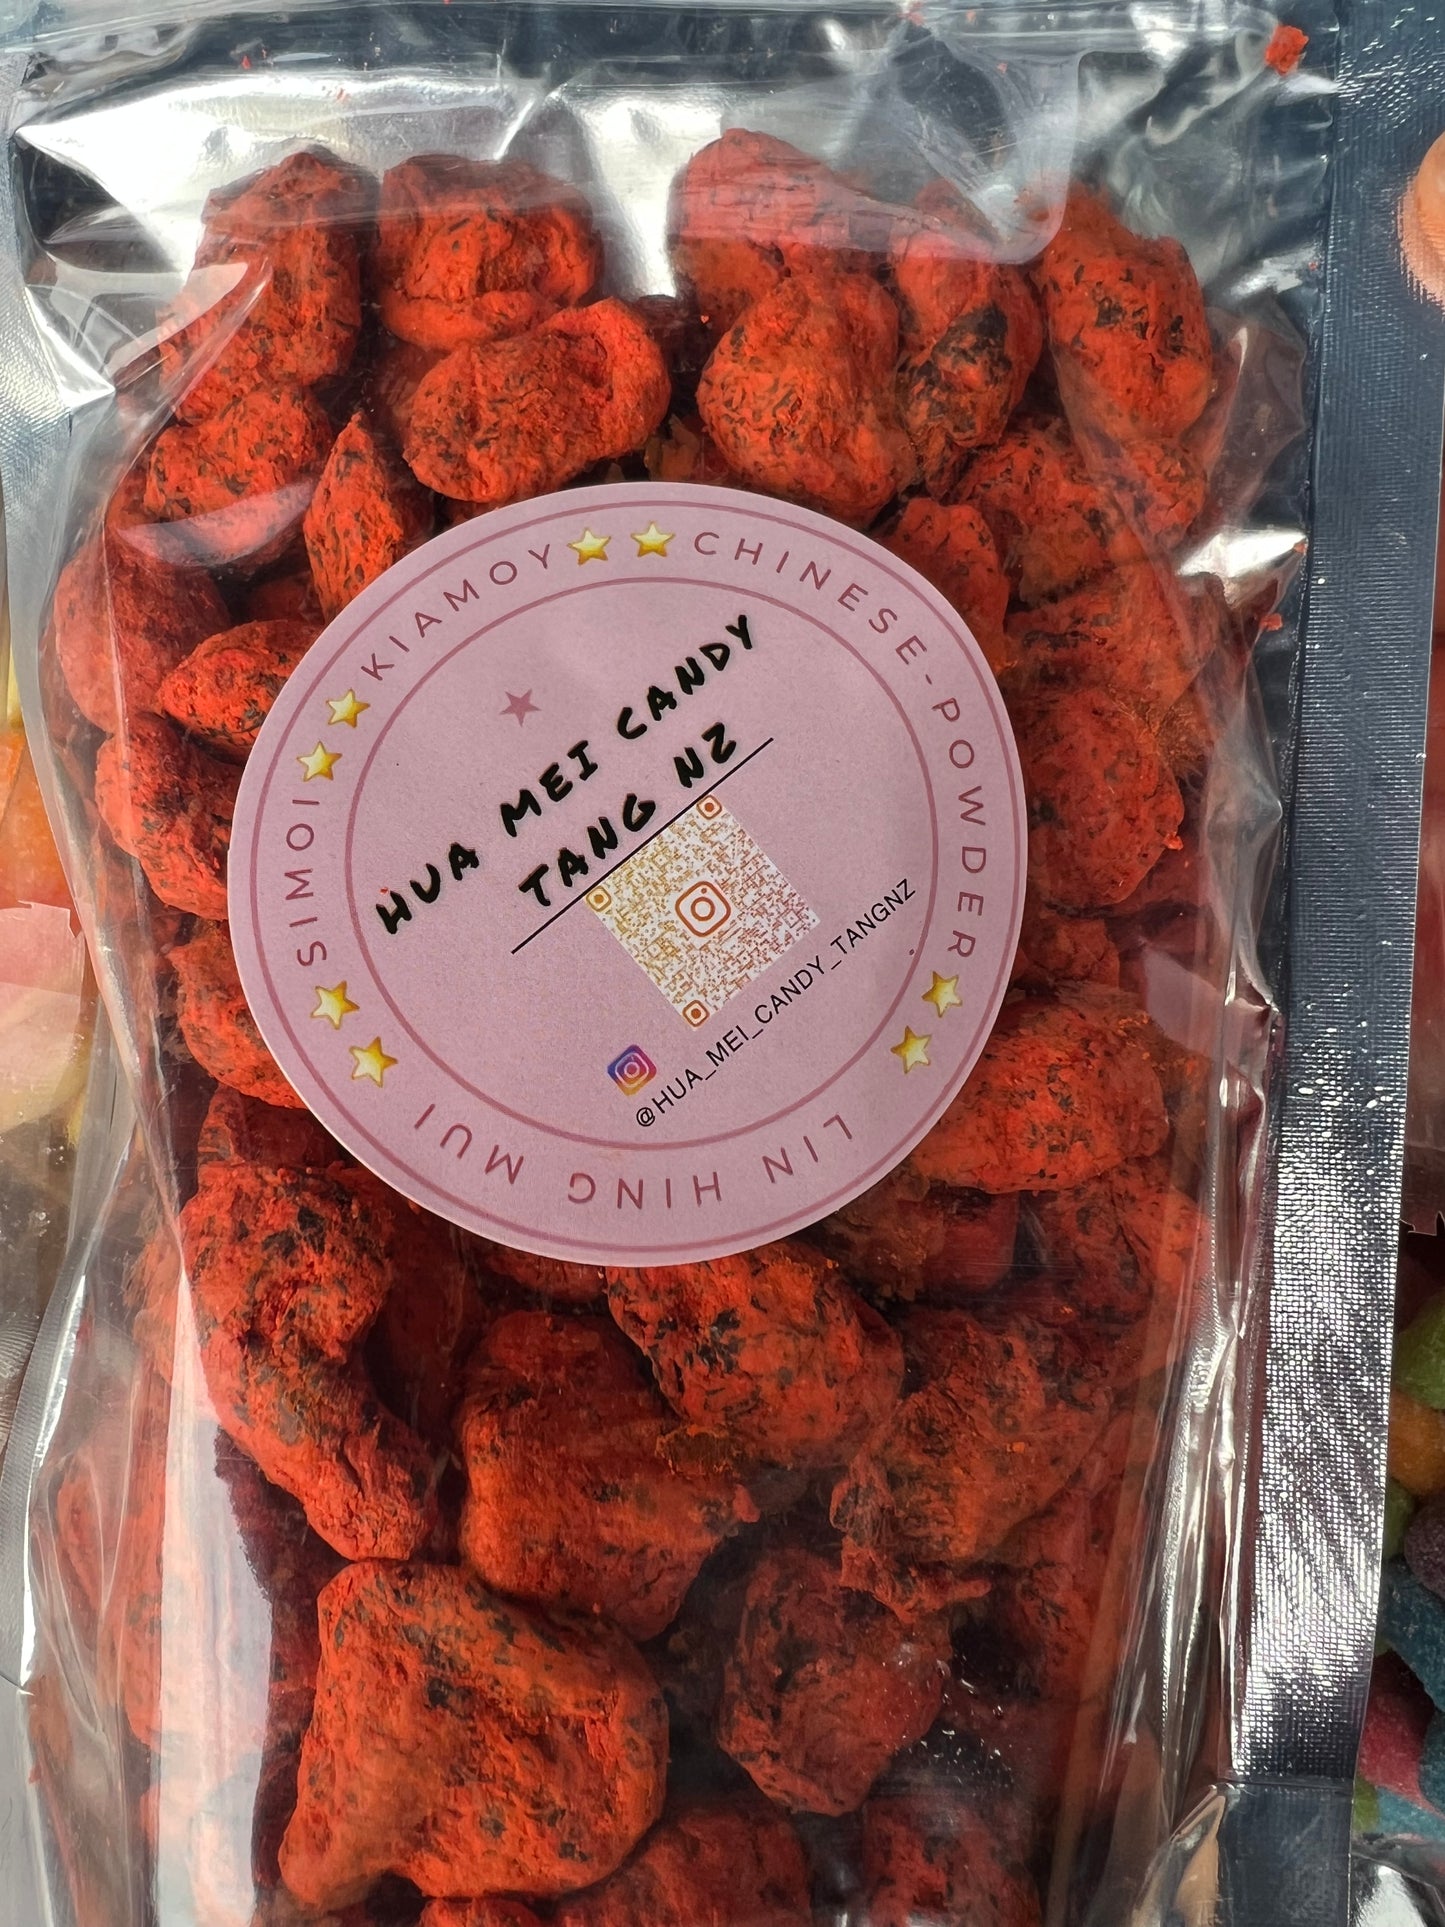 KIAMOY
CHINESE-POWDER
SIMOI
LIN HING MUI
HUA MEI CANDY
TANG NZ
@HUA_MEI_CANDY_TANGNZ